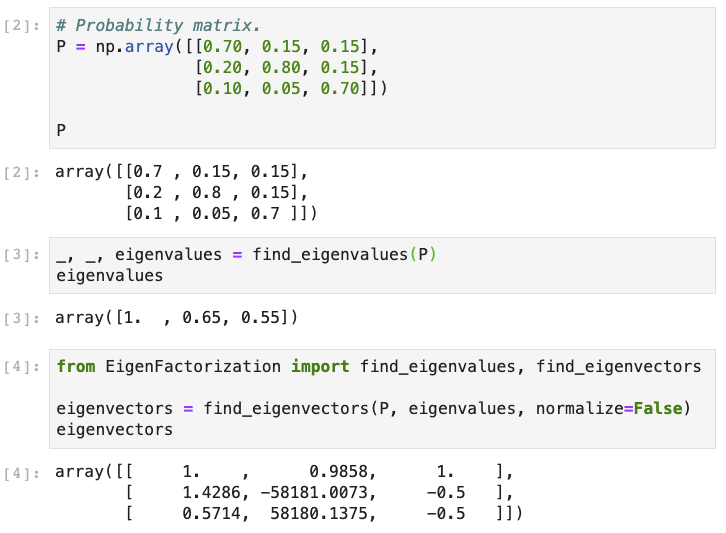 [2]: # Probability matrix.
P = np.array([[0.70, 0.15, 0.15],
[0.20, 0.80, 0.15],
[0.10, 0.05, 0.70]])
P
[2]: array([[0.7 , 0.15, 0.15],
[0.2 , 0.8 , 0.15],
[0.1 , 0.05, 0.7 ]])
[3]: _, _, eigenvalues = find_eigenvalues(P)
eigenvalues
[3]: array([1. , 0.65, 0.55])
[4]: from EigenFactorization import find_eigenvalues, find_eigenvectors
eigenvectors = find_eigenvectors(P, eigenvalues, normalize=False)
eigenvectors
[4]: array([[ 1. , 0.9858, 1. ],
[ 1.4286, -58181.0073, -0.5 ],
[ 0.5714, 58180.1375, -0.5 ]])